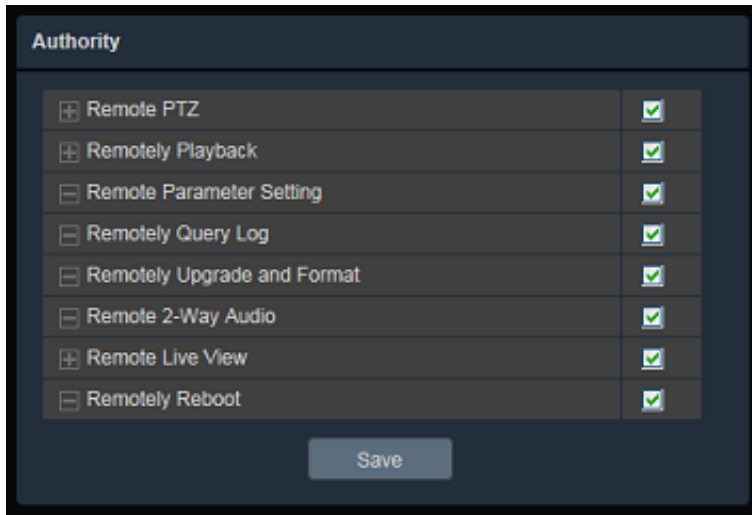 Authority
Remote PTZ
Remotely Playback
Remote Parameter Setting
Remotely Query Log
Remotely Upgrade and Format
Remote 2-Way Audio
Remote Live View
Remotely Reboot
Save